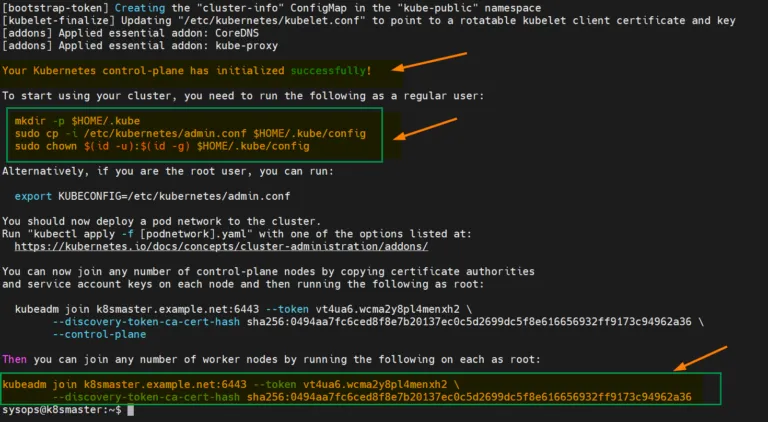 [bootstrap-token] Creating the "cluster-info" ConfigMap in the "kube-public" namespace
[kubelet-finalize] Updating "/etc/kubernetes/kubelet.conf" to point to a rotatable kubelet client certificate and key
[addons] Applied essential addon: CoreDNS
[addons] Applied essential addon: kube-proxy
Your Kubernetes control-plane has initialized successfully!
To start using your cluster, you need to run the following as a regular user:
mkdir -p $HOME/.kube
sudo cp -i /etc/kubernetes/admin.conf $HOME/.kube/config
sudo chown $(id -u):$(id -g) $HOME/.kube/config
Alternatively, if you are the root user, you can run:
export KUBECONFIG=/etc/kubernetes/admin.conf
You should now deploy a pod network to the cluster.
Run "kubectl apply -f [podnetwork].yaml" with one of the options listed at:
https://kubernetes.io/docs/concepts/cluster-administration/addons/
You can now join any number of control-plane nodes by copying certificate authorities
and service account keys on each node and then running the following as root:
kubeadm join k8smaster.example.net:6443 --token vt4ua6.wcma2y8pl4menxh2 \
--discovery-token-ca-cert-hash sha256:0494aa7fc6ced8f8e7b20137ec0c5d2699dc5f8e616656932ff9173c94962a36 \
--control-plane
Then you can join any number of worker nodes by running the following on each as root:
kubeadm join k8smaster.example.net:6443 --token vt4ua6.wcma2y8pl4menxh2 \
--discovery-token-ca-cert-hash sha256:0494aa7fc6ced8f8e7b20137ec0c5d2699dc5f8e616656932ff9173c94962a36
sysops@k8smaster:~$